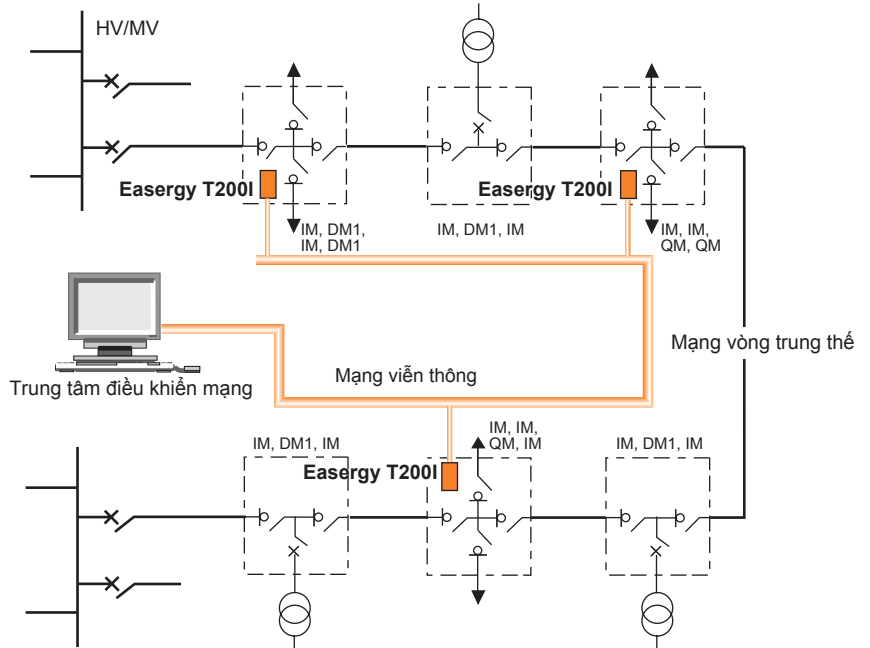 HV/MV
Easergy T200I
Easergy T200I
IM, DM1,
IM, DM1
IM, DM1, IM
IM, IM,
QM, QM
Mạng vòng trung thế
Trung tâm điều khiển mạng
Mạng viễn thông
IM, DM1, IM
IM, IM,
QM, IM
IM, DM1, IM
Easergy T200I